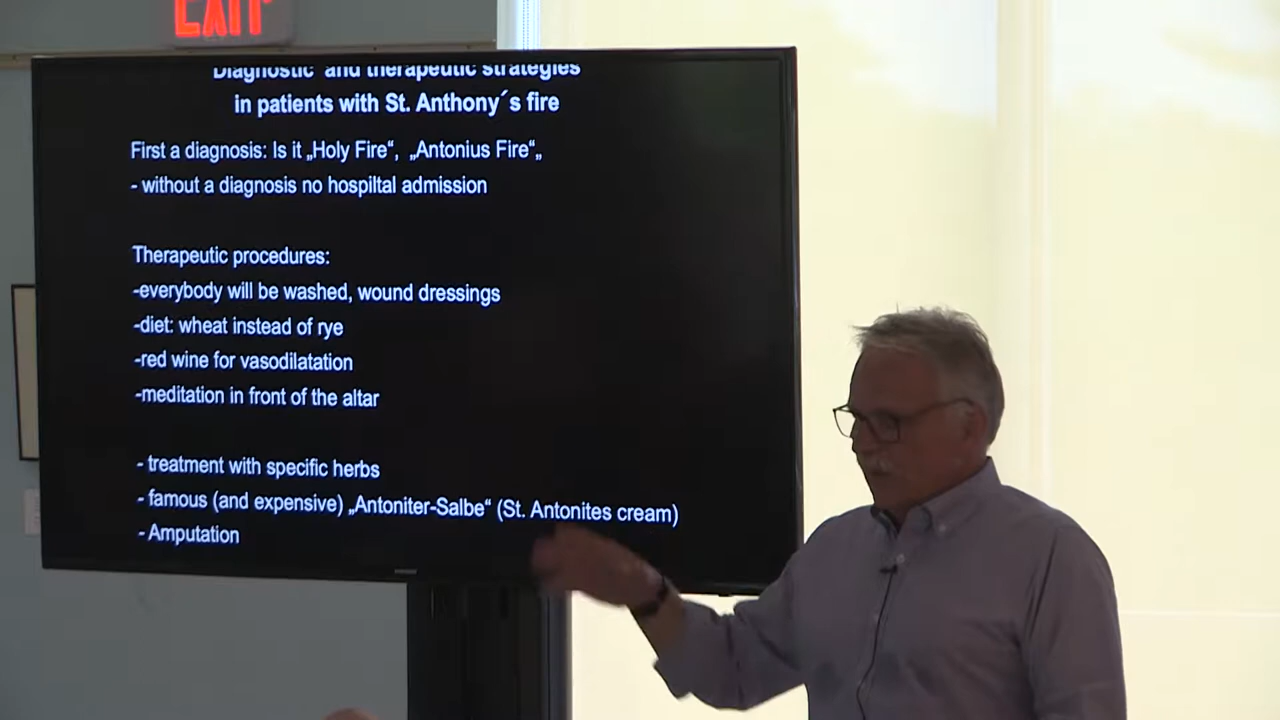 EXIT
Diagnostic and therapeutic strategies
in patients with St. Anthony´s fire
First a diagnosis: Is it „Holy Fire“, „Antonius Fire“„
- without a diagnosis no hospiltal admission
Therapeutic procedures:
-everybody will be washed, wound dressings
-diet: wheat instead of rye
-red wine for vasodilatation
-meditation in front of the altar
- treatment with specific herbs
- famous (and expensive) „Antoniter-Salbe“ (St. Antonites cream)
- Amputation